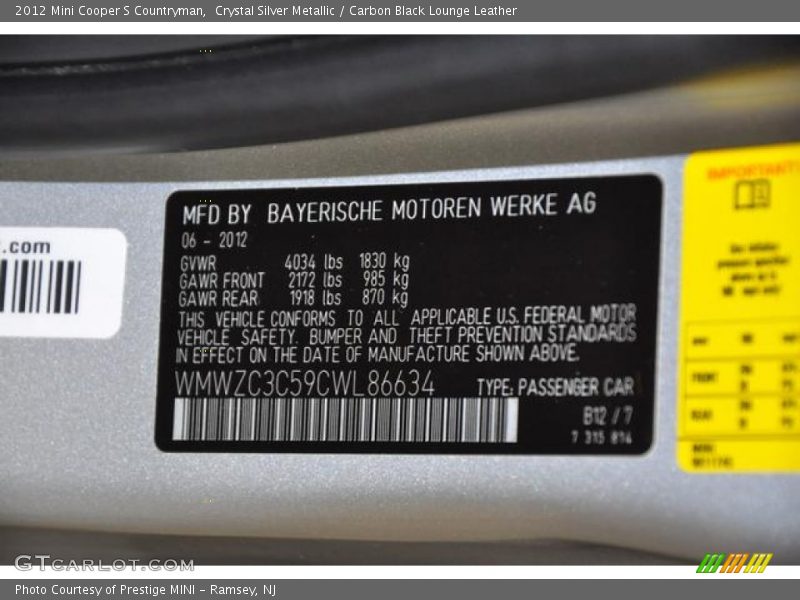 2012 Mini Cooper S Countryman,  Crystal Silver Metallic / Carbon Black Lounge Leather
.com
MFD BY BAYERISCHE MOTOREN WERKE AG
06 - 2012
GVWR 4034 lbs 1830 kg
GAWR FRONT 2172 lbs 985 kg
GAWR REAR 1918 lbs 870 kg
THIS VEHICLE CONFORMS TO ALL APPLICABLE U.S. FEDERAL MOTOR
VEHICLE SAFETY, BUMPER AND THEFT PREVENTION STANDARDS
IN EFFECT ON THE DATE OF MANUFACTURE SHOWN ABOVE.
WMWZC3C59CWL86634 TYPE: PASSENGER CAR
B12 / 7
7 315 814
IMPORTANT
FRONT
REAR
MINI
GTCARLOT.COM
Photo Courtesy of Prestige MINI - Ramsey, NJ